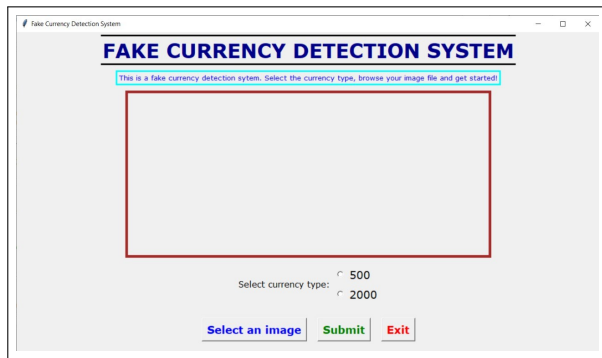 Fake Currency Detection System
FAKE CURRENCY DETECTION SYSTEM
This is a fake currency detection sytem. Select the currency type, browse your image file and get started!
Select currency type:
500
2000
Select an image Submit Exit